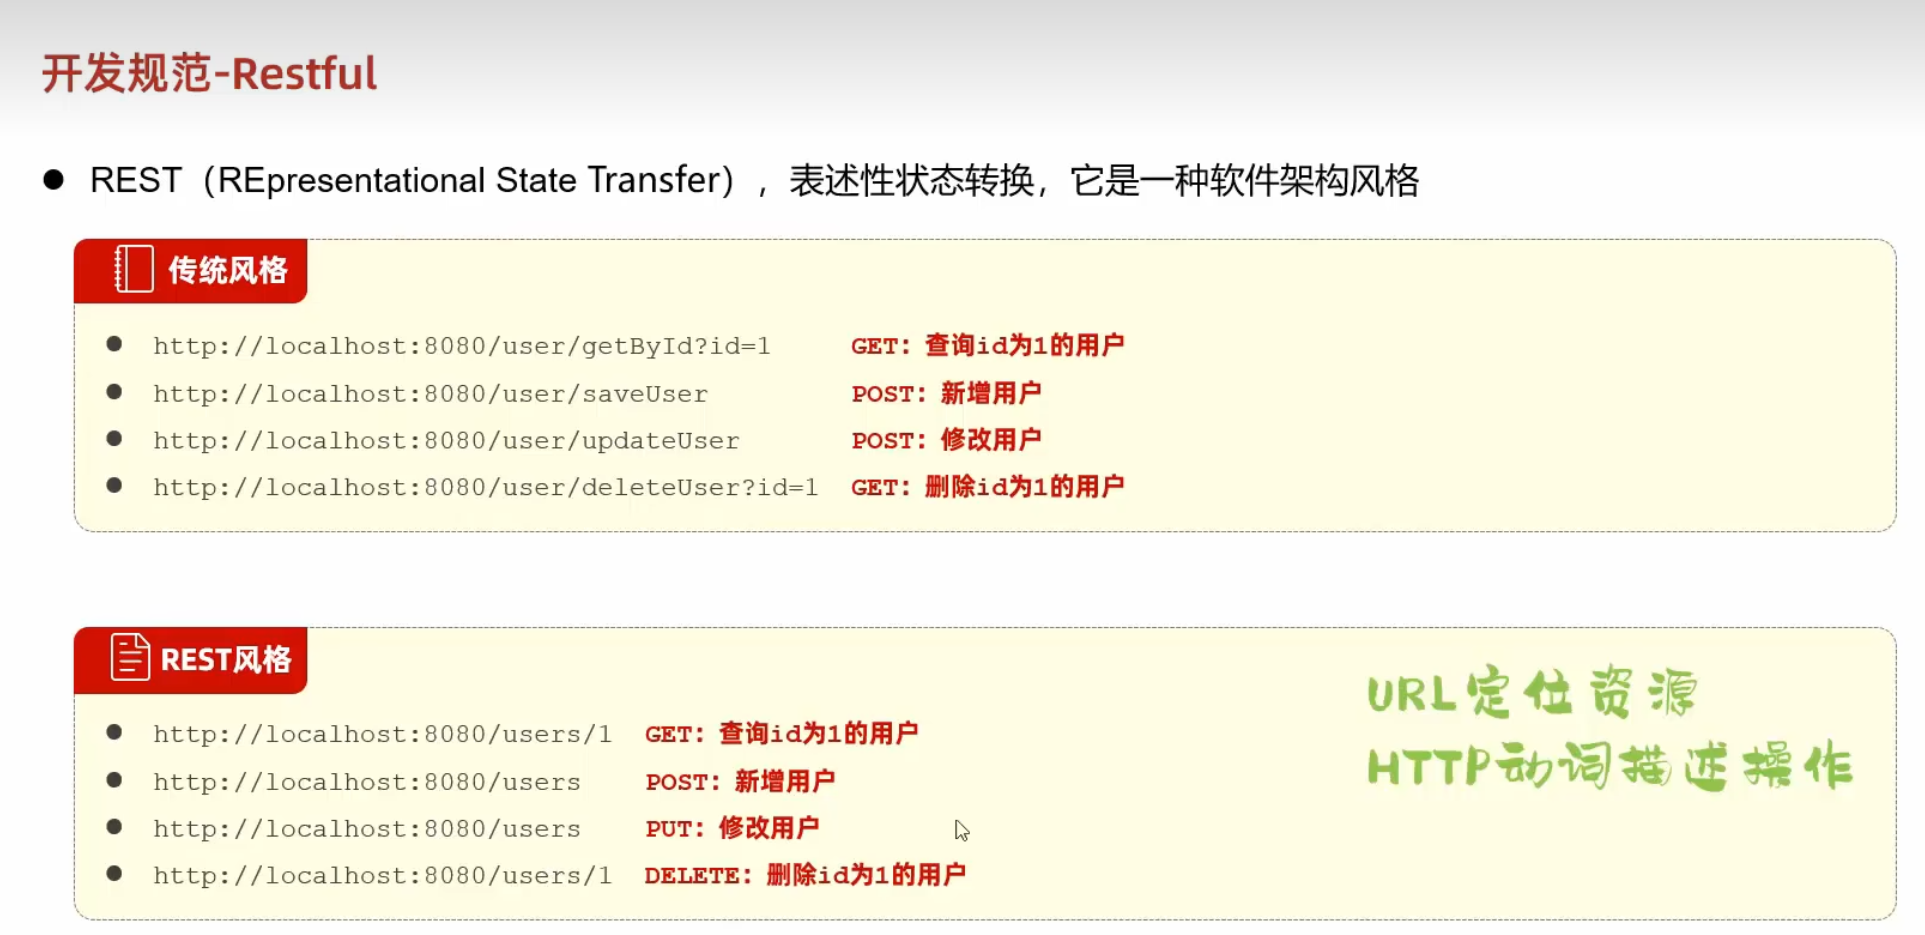 开发规范-Restful
REST（REpresentational State Transfer），表述性状态转换，它是一种软件架构风格
传统风格
http://localhost:8080/user/getById?id=1 GET：查询id为1的用户
http://localhost:8080/user/saveUser POST：新增用户
http://localhost:8080/user/updateUser POST：修改用户
http://localhost:8080/user/deleteUser?id=1 GET：删除id为1的用户
REST风格
URL定位资源
HTTP动词描述操作
http://localhost:8080/users/1 GET：查询id为1的用户
http://localhost:8080/users POST：新增用户
http://localhost:8080/users PUT：修改用户
http://localhost:8080/users/1 DELETE：删除id为1的用户